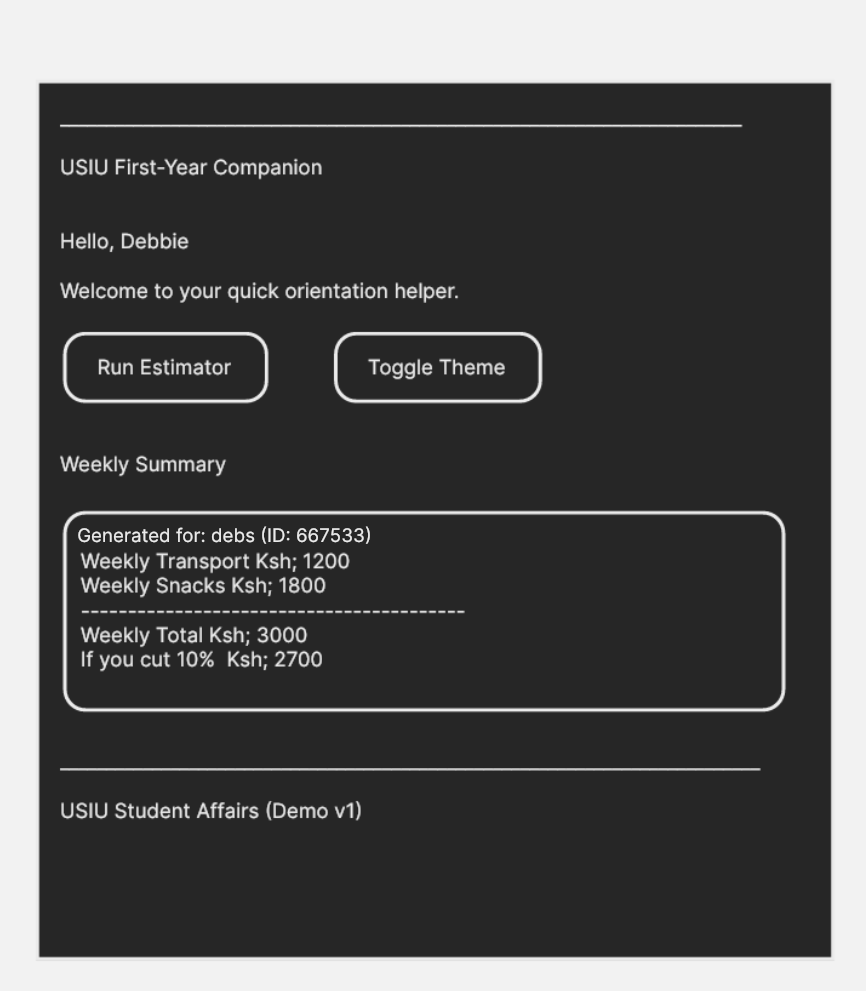 USIU First-Year Companion
Hello, Debbie
Welcome to your quick orientation helper.
Run Estimator
Toggle Theme
Weekly Summary
Generated for: debs (ID: 667533)
Weekly Transport Ksh; 1200
Weekly Snacks Ksh; 1800
-----------------------------------------
Weekly Total Ksh; 3000
If you cut 10%  Ksh; 2700
USIU Student Affairs (Demo v1)